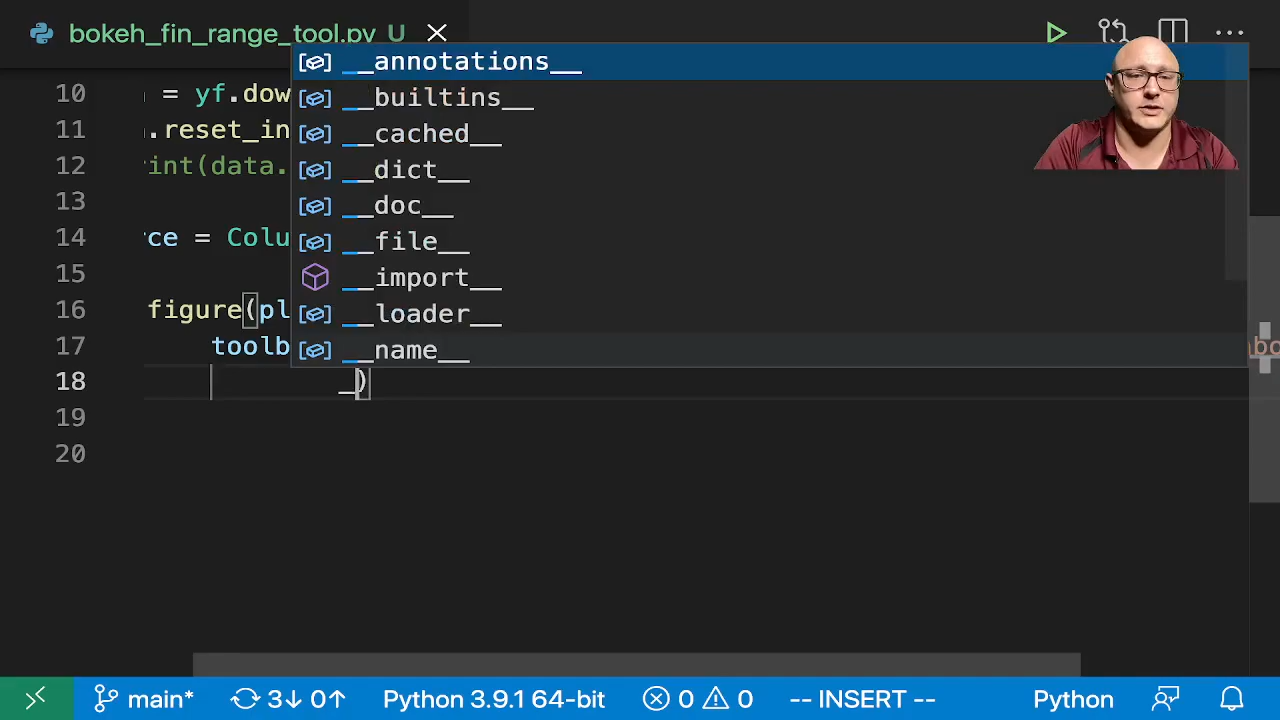 bokeh_fin_range_tool.py U
__annotations__
10 = yf.dow
__builtins__
11 .reset_in
__cached__
12 int(data.
__dict__
13
__doc__
14 rce = Colu
__file__
15
__import__
16 figure(pl
__loader__
17 toolb
__name__
18 _)
19
20
main* 3↓ 0↑ Python 3.9.1 64-bit 0 0 -- INSERT -- Python